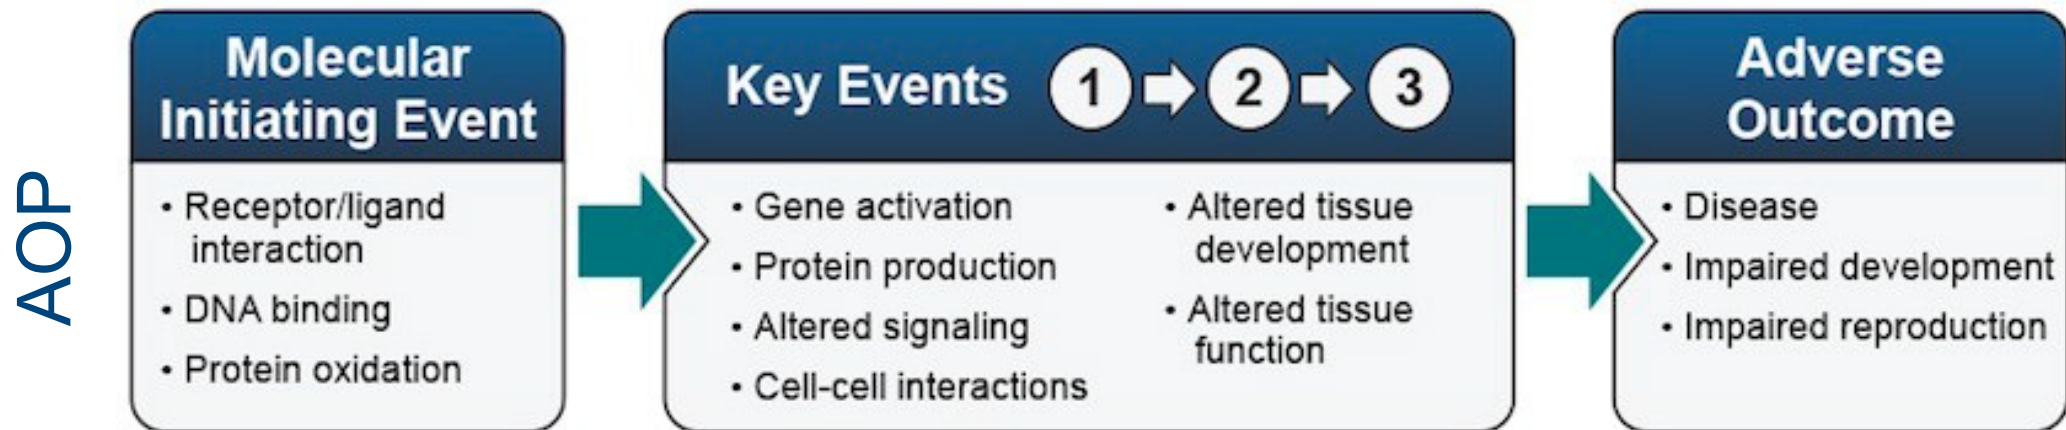 AOP
Molecular
Initiating Event
• Receptor/ligand
interaction
• DNA binding
• Protein oxidation
Key Events 1 2 3
• Gene activation
• Protein production
• Altered signaling
• Cell-cell interactions
• Altered tissue
development
• Altered tissue
function
Adverse
Outcome
• Disease
• Impaired development
• Impaired reproduction